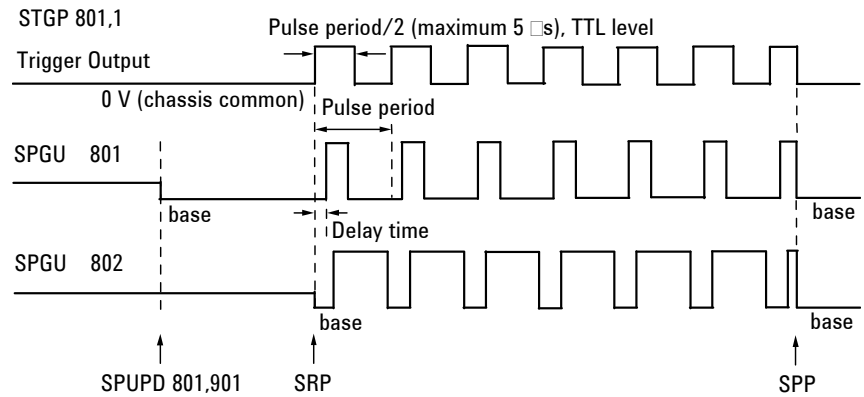 STGP 801,1
Pulse period/2 (maximum 5 □s), TTL level
Trigger Output
0 V (chassis common)
Pulse period
SPGU 801
base
base
Delay time
SPGU 802
base
base
SPUPD 801,901
SRP
SPP